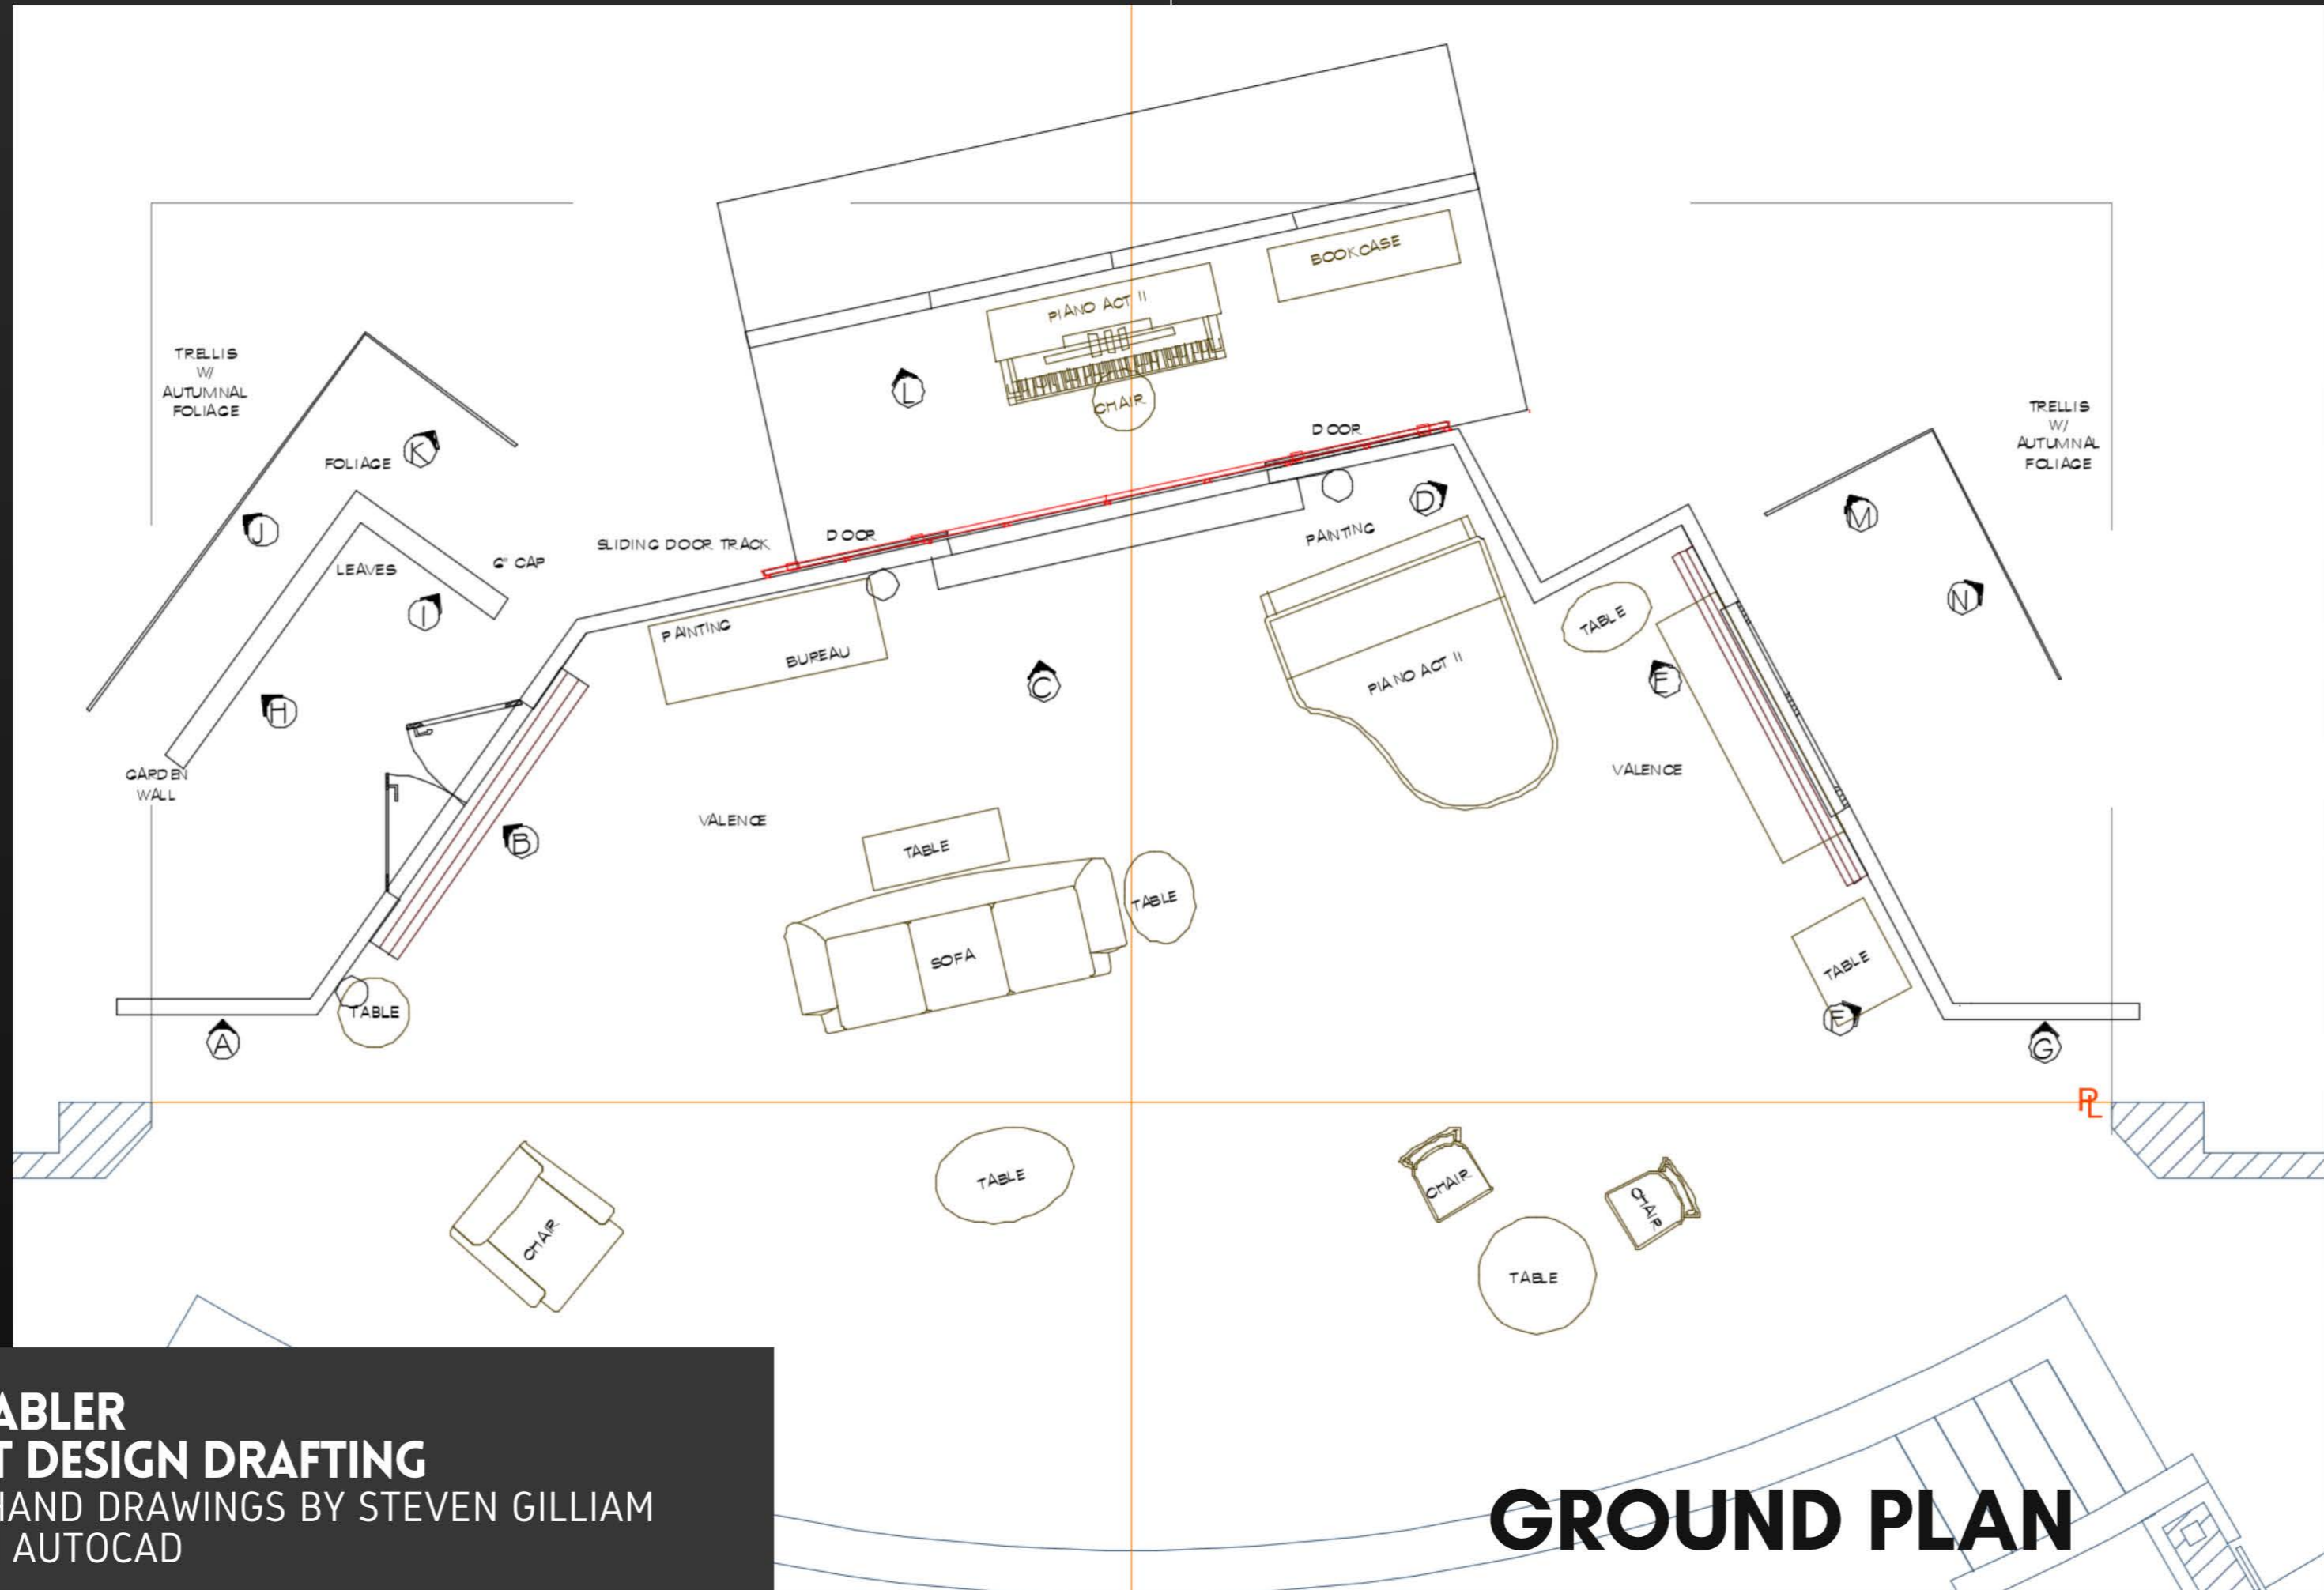 BOOKCASE
PIANO ACT II
CHAIR
L
TRELLIS
W/
AUTUMNAL
FOLIAGE
K
FOLIAGE
J
LEAVES
6" CAP
I
H
GARDEN
WALL
SLIDING DOOR TRACK
DOOR
DOOR
D
PAINTING
TRELLIS
W/
AUTUMNAL
FOLIAGE
M
N
PAINTING
BUREAU
C
PIANO ACT II
TABLE
E
VALENCE
B
VALENCE
TABLE
TABLE
SOFA
TABLE
TABLE
A
F
G
PL
CHAIR
TABLE
CHAIR
CHAIR
TABLE
ABLER
T DESIGN DRAFTING
HAND DRAWINGS BY STEVEN GILLIAM
AUTOCAD
GROUND PLAN